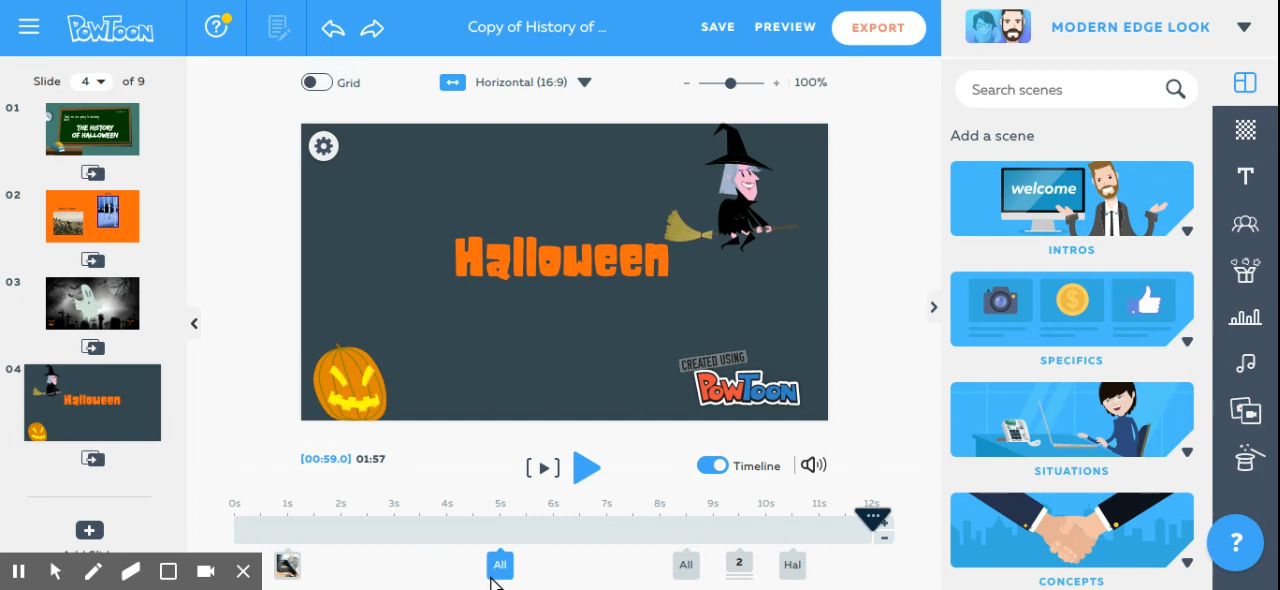 POWTOON
?
Copy of History of ...
SAVE
PREVIEW
EXPORT
MODERN EDGE LOOK
Slide 4 of 9
Grid
Horizontal (16:9)
- + 100%
Search scenes
Add a scene
01
THE HISTORY
OF HALLOWEEN
02
03
04
Halloween
Halloween
CREATED USING
POWTOON
welcome
INTROS
SPECIFICS
SITUATIONS
CONCEPTS
T
[00:59.0] 01:57
Timeline
0s 1s 2s 3s 4s 5s 6s 7s 8s 9s 10s 11s 12s
All
All
2
Hal
?